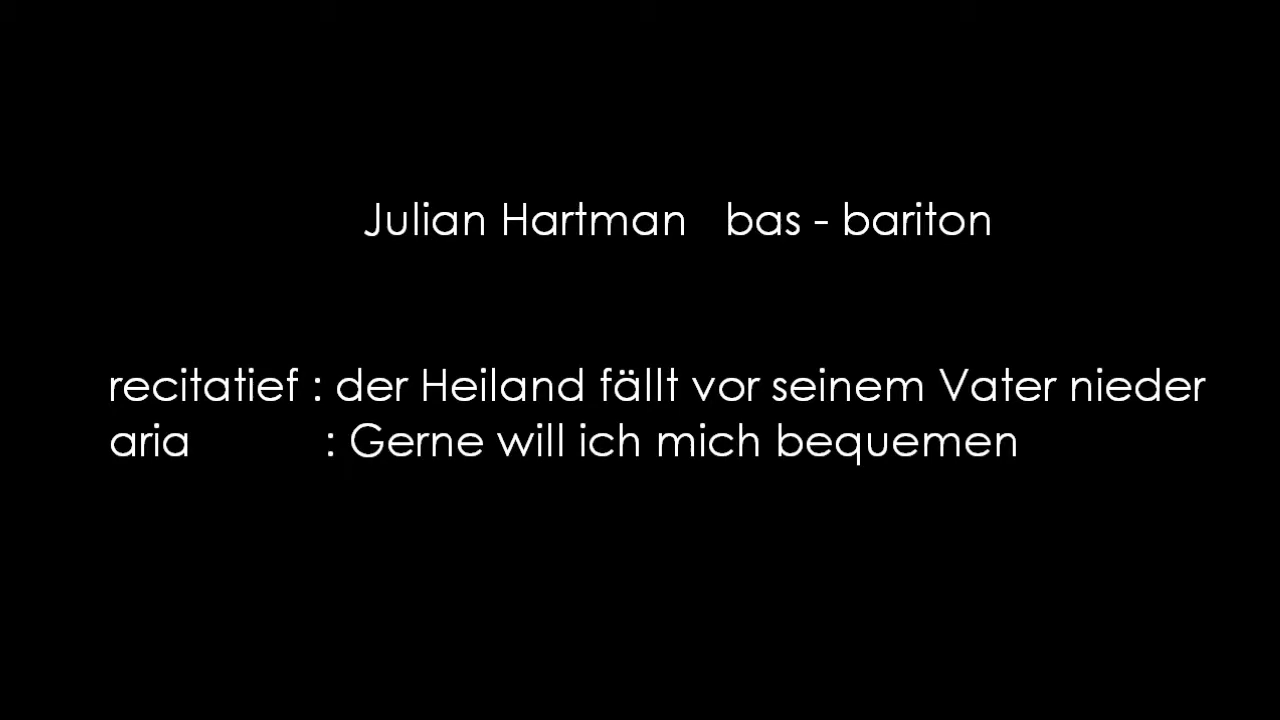 Julian Hartman bas - bariton
recitatief : der Heiland fällt vor seinem Vater nieder
aria : Gerne will ich mich bequemen